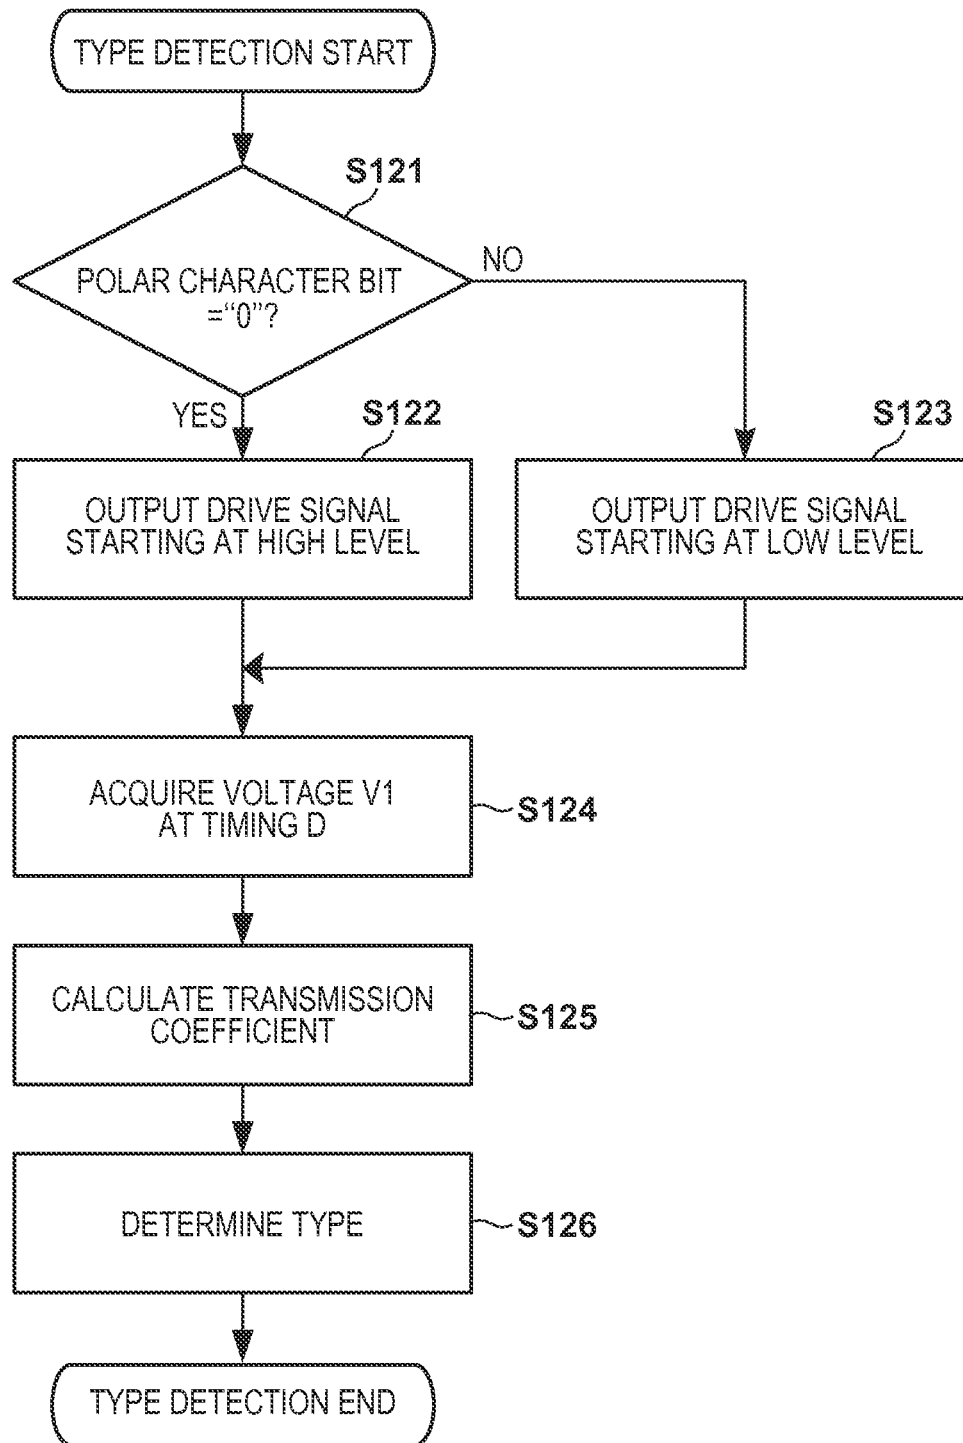 TYPE DETECTION START
S121
POLAR CHARACTER BIT
="0"?
NO
YES
S122
S123
OUTPUT DRIVE SIGNAL
STARTING AT HIGH LEVEL
OUTPUT DRIVE SIGNAL
STARTING AT LOW LEVEL
ACQUIRE VOLTAGE V1
AT TIMING D
S124
CALCULATE TRANSMISSION
COEFFICIENT
S125
DETERMINE TYPE
S126
TYPE DETECTION END